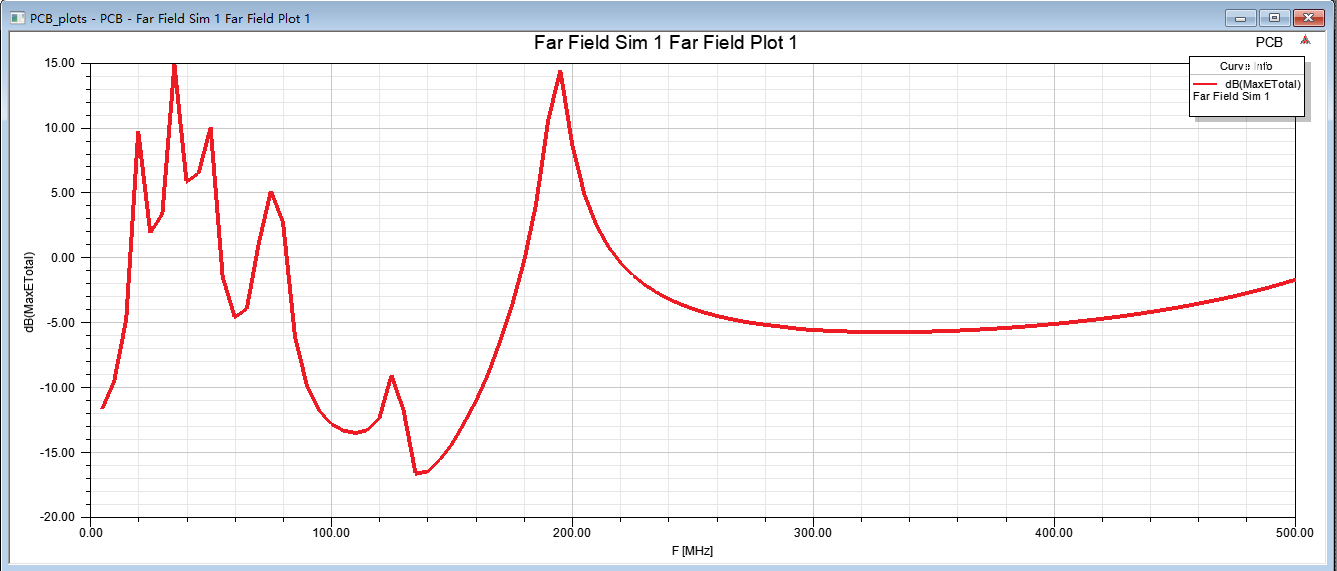 PCB_plots - PCB - Far Field Sim 1 Far Field Plot 1
Far Field Sim 1 Far Field Plot 1
PCB
Curve Info
dB(MaxETotal)
Far Field Sim 1
15.00
10.00
5.00
0.00
-5.00
-10.00
-15.00
-20.00
dB(MaxETotal)
0.00 100.00 200.00 300.00 400.00 500.00
F [MHz]